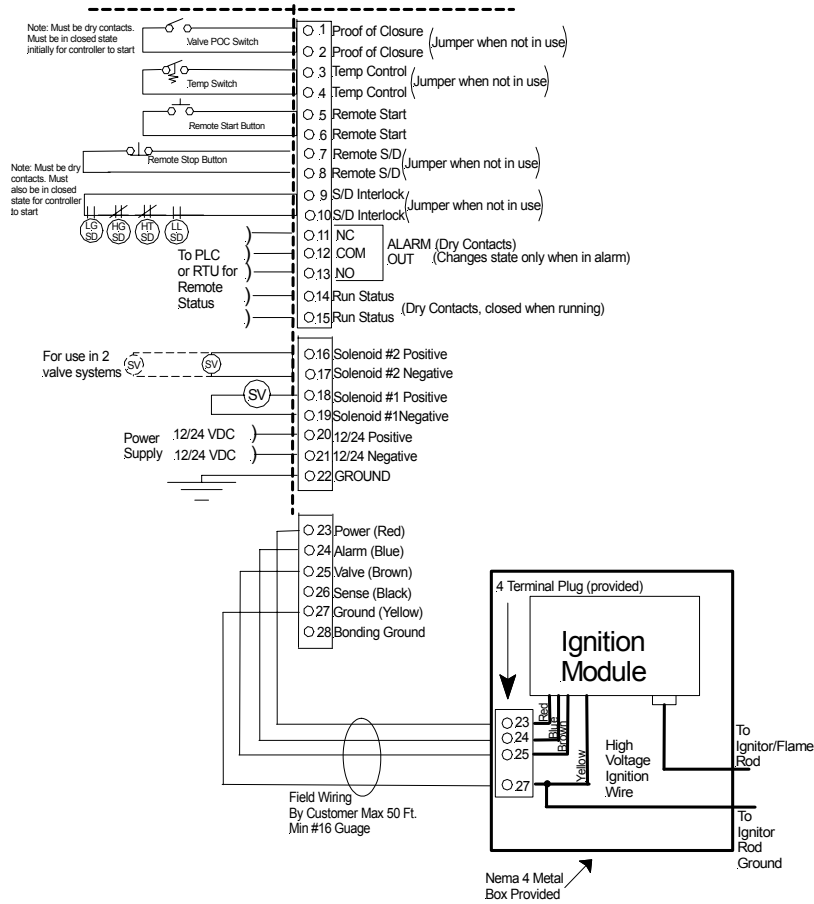 Note: Must be dry contacts.
Must be in closed state
initially for controller to start
Valve POC Switch
Temp Switch
Remote Start Button
Remote Stop Button
Note: Must be dry
contacts. Must
also be in closed
state for controller
to start
LG
SD
HG
SD
HT
SD
LL
SD
1 Proof of Closure
2 Proof of Closure
(Jumper when not in use)
3 Temp Control
4 Temp Control
(Jumper when not in use)
5 Remote Start
6 Remote Start
7 Remote S/D
8 Remote S/D
(Jumper when not in use)
9 S/D Interlock
10 S/D Interlock
(Jumper when not in use)
11 NC
12 COM
13 NO
ALARM (Dry Contacts)
OUT (Changes state only when in alarm)
To PLC
or RTU for
Remote
Status
14 Run Status
15 Run Status
(Dry Contacts, closed when running)
For use in 2
valve systems
SV
SV
SV
16 Solenoid #2 Positive
17 Solenoid #2 Negative
18 Solenoid #1 Positive
19 Solenoid #1Negative
Power
Supply
12/24 VDC
12/24 VDC
20 12/24 Positive
21 12/24 Negative
22 GROUND
23 Power (Red)
24 Alarm (Blue)
25 Valve (Brown)
26 Sense (Black)
27 Ground (Yellow)
28 Bonding Ground
4 Terminal Plug (provided)
Ignition
Module
23
24
25
27
Red
Blue
Brown
Yellow
High
Voltage
Ignition
Wire
To
Ignitor/Flame
Rod
To
Ignitor
Rod
Ground
Field Wiring
By Customer Max 50 Ft.
Min #16 Guage
Nema 4 Metal
Box Provided